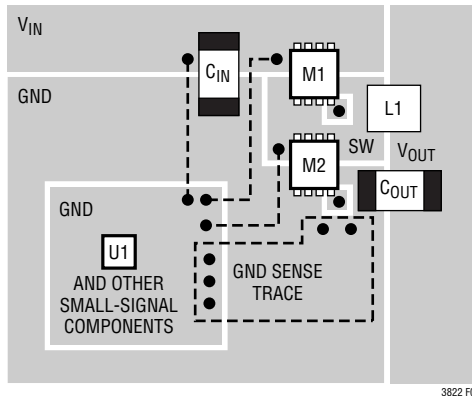 VIN
CIN
M1
GND
L1
SW
VOUT
M2
COUT
GND
U1
AND OTHER
SMALL-SIGNAL
COMPONENTS
GND SENSE
TRACE
3822 F